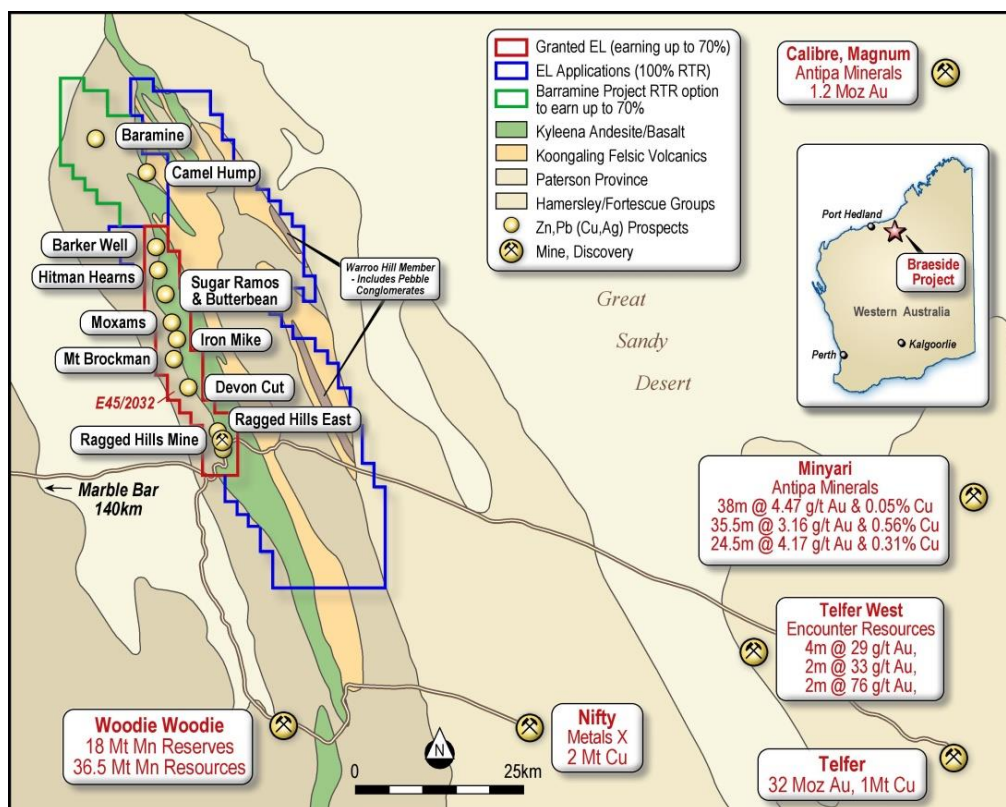 Granted EL (earning up to 70%)
EL Applications (100% RTR)
Barramine Project RTR option
to earn up to 70%
Kyleena Andesite/Basalt
Koongaling Felsic Volcanics
Paterson Province
Hamersley/Fortescue Groups
Zn,Pb (Cu,Ag) Prospects
Mine, Discovery
Calibre, Magnum
Antipa Minerals
1.2 Moz Au
Baramine
Camel Hump
Barker Well
Hitman Hearns
Sugar Ramos
& Butterbean
Moxams
Iron Mike
Mt Brockman
Devon Cut
E45/2032
Ragged Hills East
Ragged Hills Mine
Warroo Hill Member
- Includes Pebble
Conglomerates
Great
Sandy
Desert
Port Hedland
Braeside
Project
Western Australia
Kalgoorlie
Perth
Marble Bar
140km
Minyari
Antipa Minerals
38m @ 4.47 g/t Au & 0.05% Cu
35.5m @ 3.16 g/t Au & 0.56% Cu
24.5m @ 4.17 g/t Au & 0.31% Cu
Telfer West
Encounter Resources
4m @ 29 g/t Au,
2m @ 33 g/t Au,
2m @ 76 g/t Au,
Woodie Woodie
18 Mt Mn Reserves
36.5 Mt Mn Resources
N
0
25km
Nifty
Metals X
2 Mt Cu
Telfer
32 Moz Au, 1Mt Cu